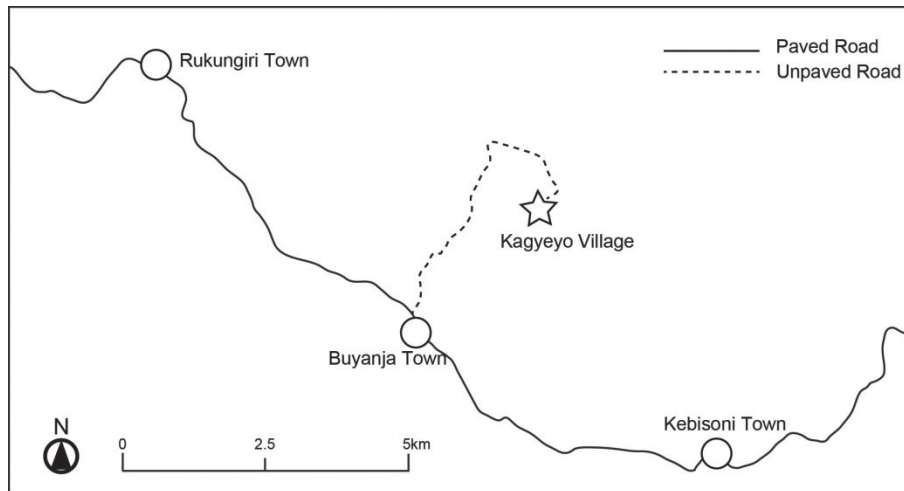 Rukungiri Town
Paved Road
Unpaved Road
Kagyeyo Village
Buyanja Town
Kebisoni Town
N
0 2.5 5km